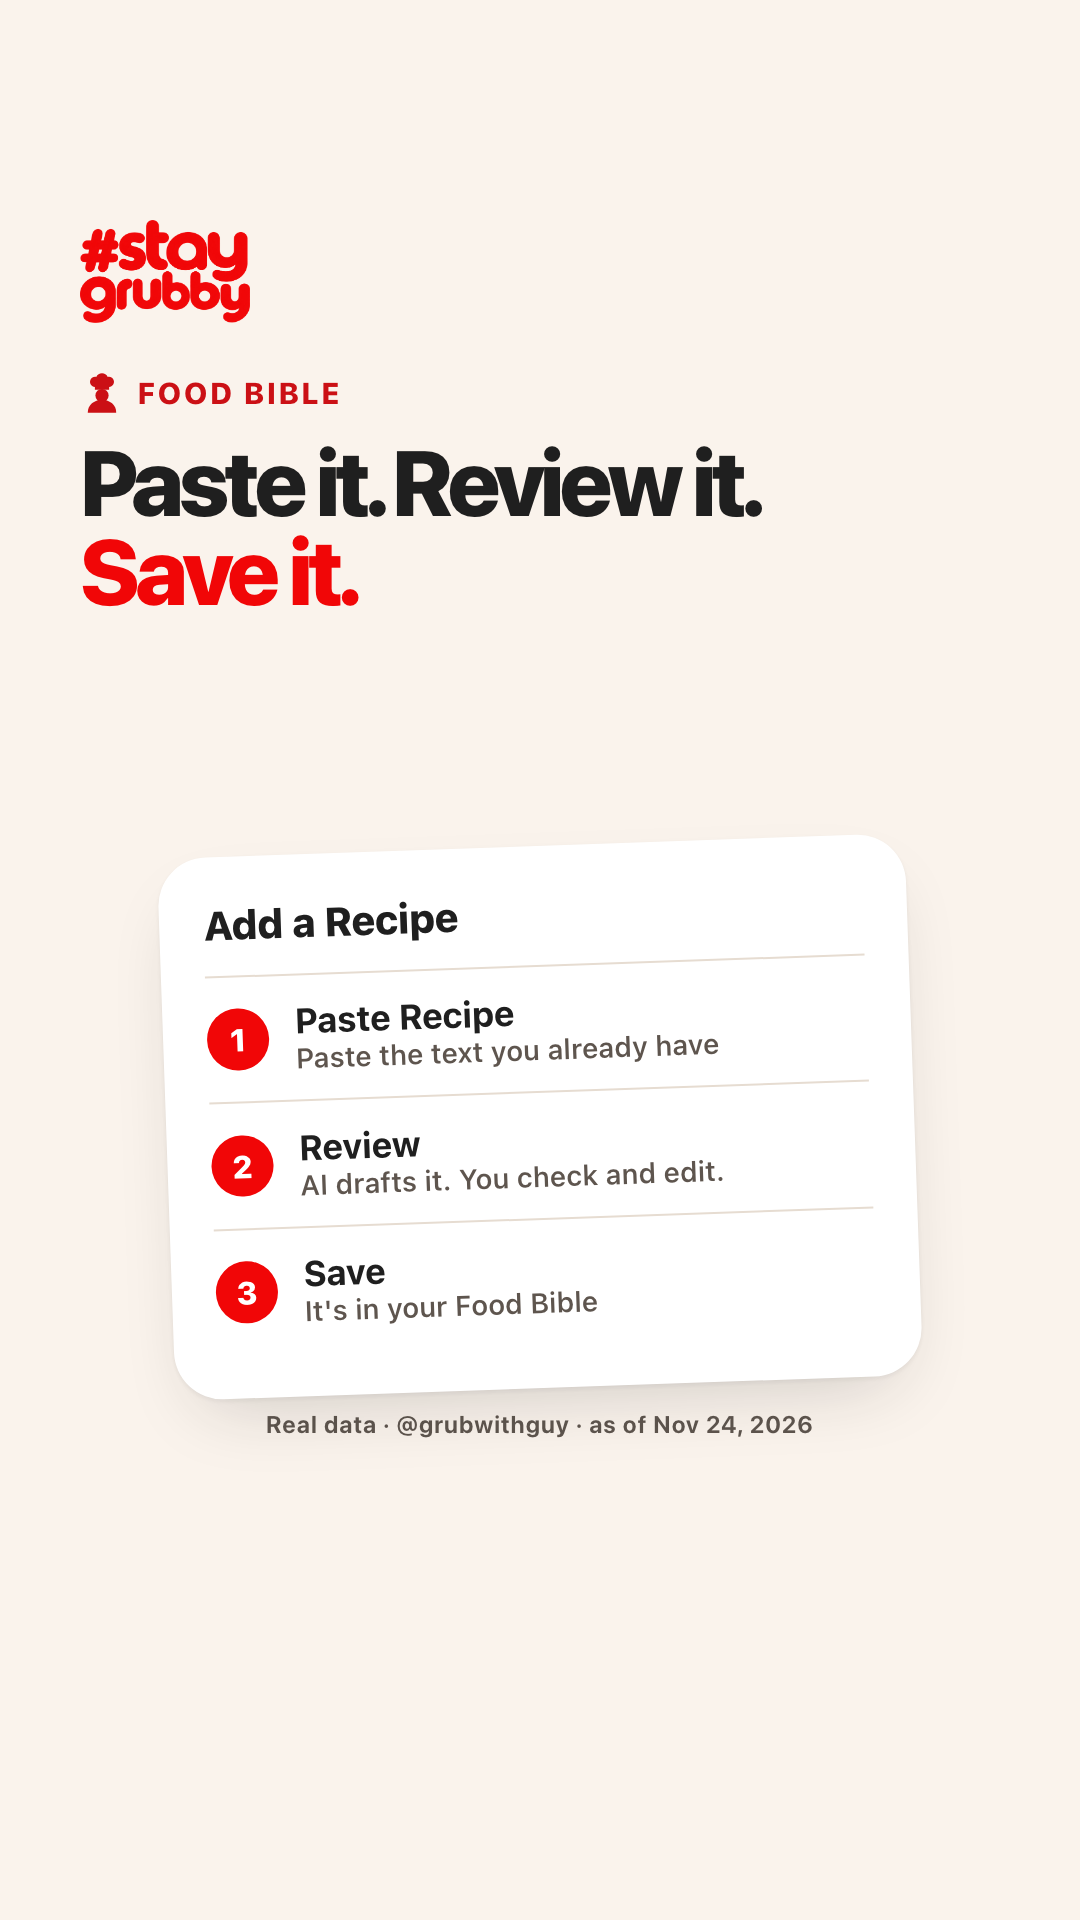 #stay
grubby
FOOD BIBLE
Paste it. Review it.
Save it.
Add a Recipe
1
Paste Recipe
Paste the text you already have
2
Review
AI drafts it. You check and edit.
3
Save
It's in your Food Bible
Real data · @grubwithguy · as of Nov 24, 2026